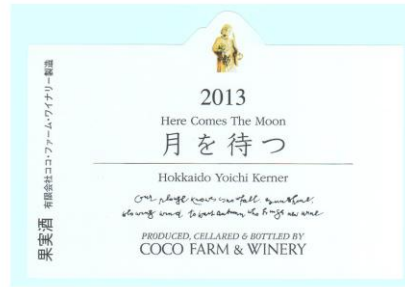 2013
Here Comes The Moon
月を待つ
Hokkaido Yoichi Kerner
PRODUCED, CELLARED & BOTTLED BY
COCO FARM & WINERY
果実酒 有限会社ココ・ファーム・ワイナリー製造